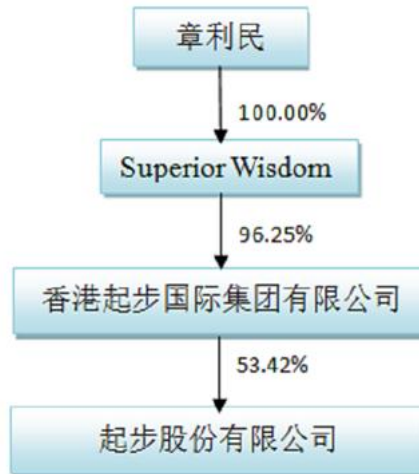 章利民
100.00%
Superior Wisdom
96.25%
香港起步国际集团有限公司
53.42%
起步股份有限公司